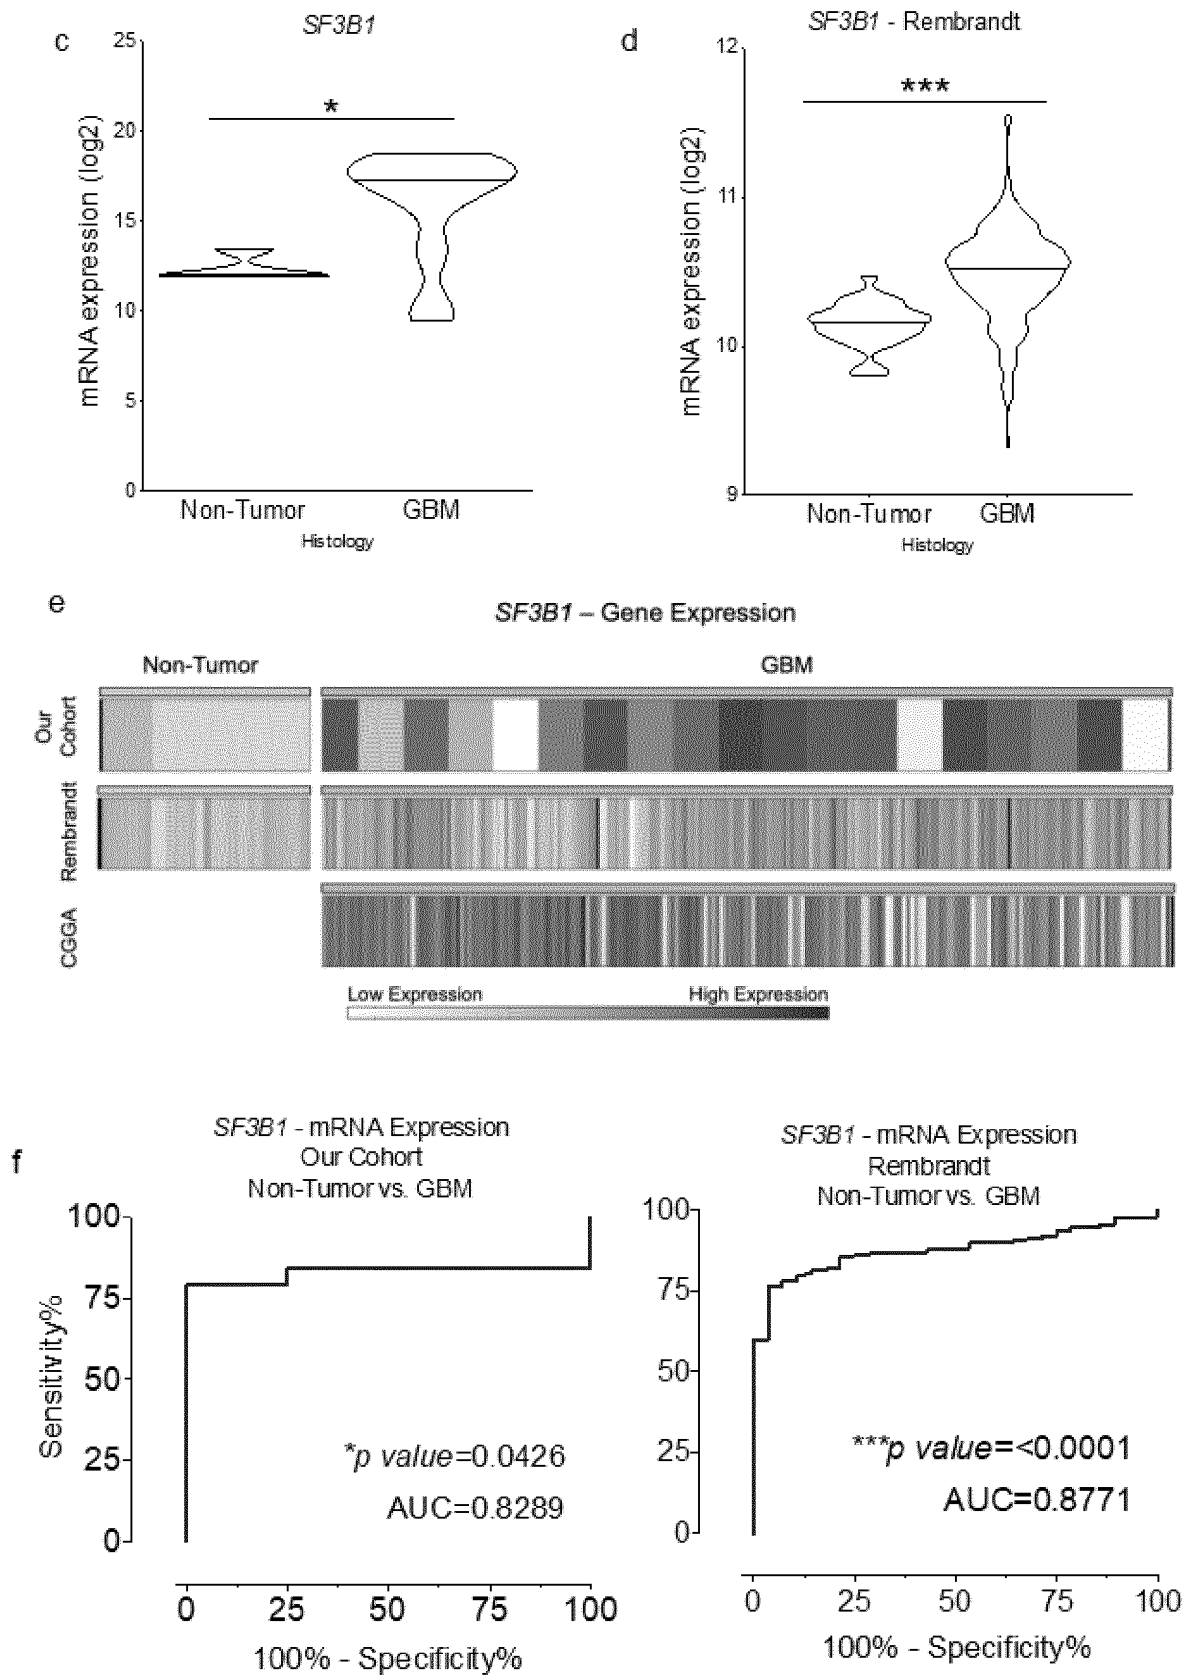 c
SF3B1
25
20
15
10
5
0
mRNA expression (log2)
*
Non-Tumor GBM
Histology
d
SF3B1 - Rembrandt
12
11
10
9
mRNA expression (log2)
***
Non-Tumor GBM
Histology
e
SF3B1 – Gene Expression
Non-Tumor GBM
Our
Cohort
Rembrandt
CGGA
Low Expression High Expression
f
SF3B1 - mRNA Expression
Our Cohort
Non-Tumor vs. GBM
100
75
50
25
0
Sensitivity%
*p value=0.0426
AUC=0.8289
0 25 50 75 100
100% - Specificity%
SF3B1 - mRNA Expression
Rembrandt
Non-Tumor vs. GBM
100
75
50
25
0
***p value=<0.0001
AUC=0.8771
0 25 50 75 100
100% - Specificity%